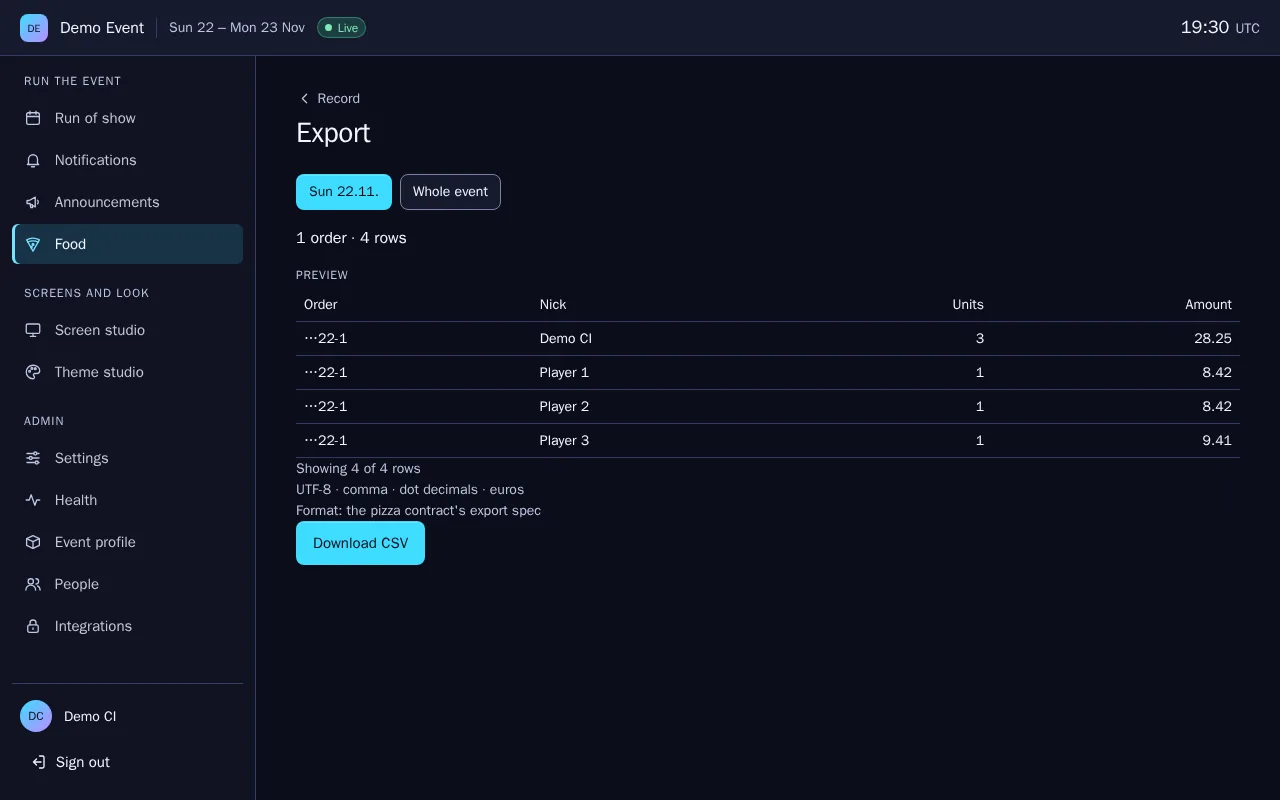 DE Demo Event Sun 22 – Mon 23 Nov Live 19:30 UTC
RUN THE EVENT
Run of show
Notifications
Announcements
Food
SCREENS AND LOOK
Screen studio
Theme studio
ADMIN
Settings
Health
Event profile
People
Integrations
DC Demo CI
Sign out
Record
Export
Sun 22.11. Whole event
1 order · 4 rows
PREVIEW
Order Nick Units Amount
···22-1 Demo CI 3 28.25
···22-1 Player 1 1 8.42
···22-1 Player 2 1 8.42
···22-1 Player 3 1 9.41
Showing 4 of 4 rows
UTF-8 · comma · dot decimals · euros
Format: the pizza contract's export spec
Download CSV